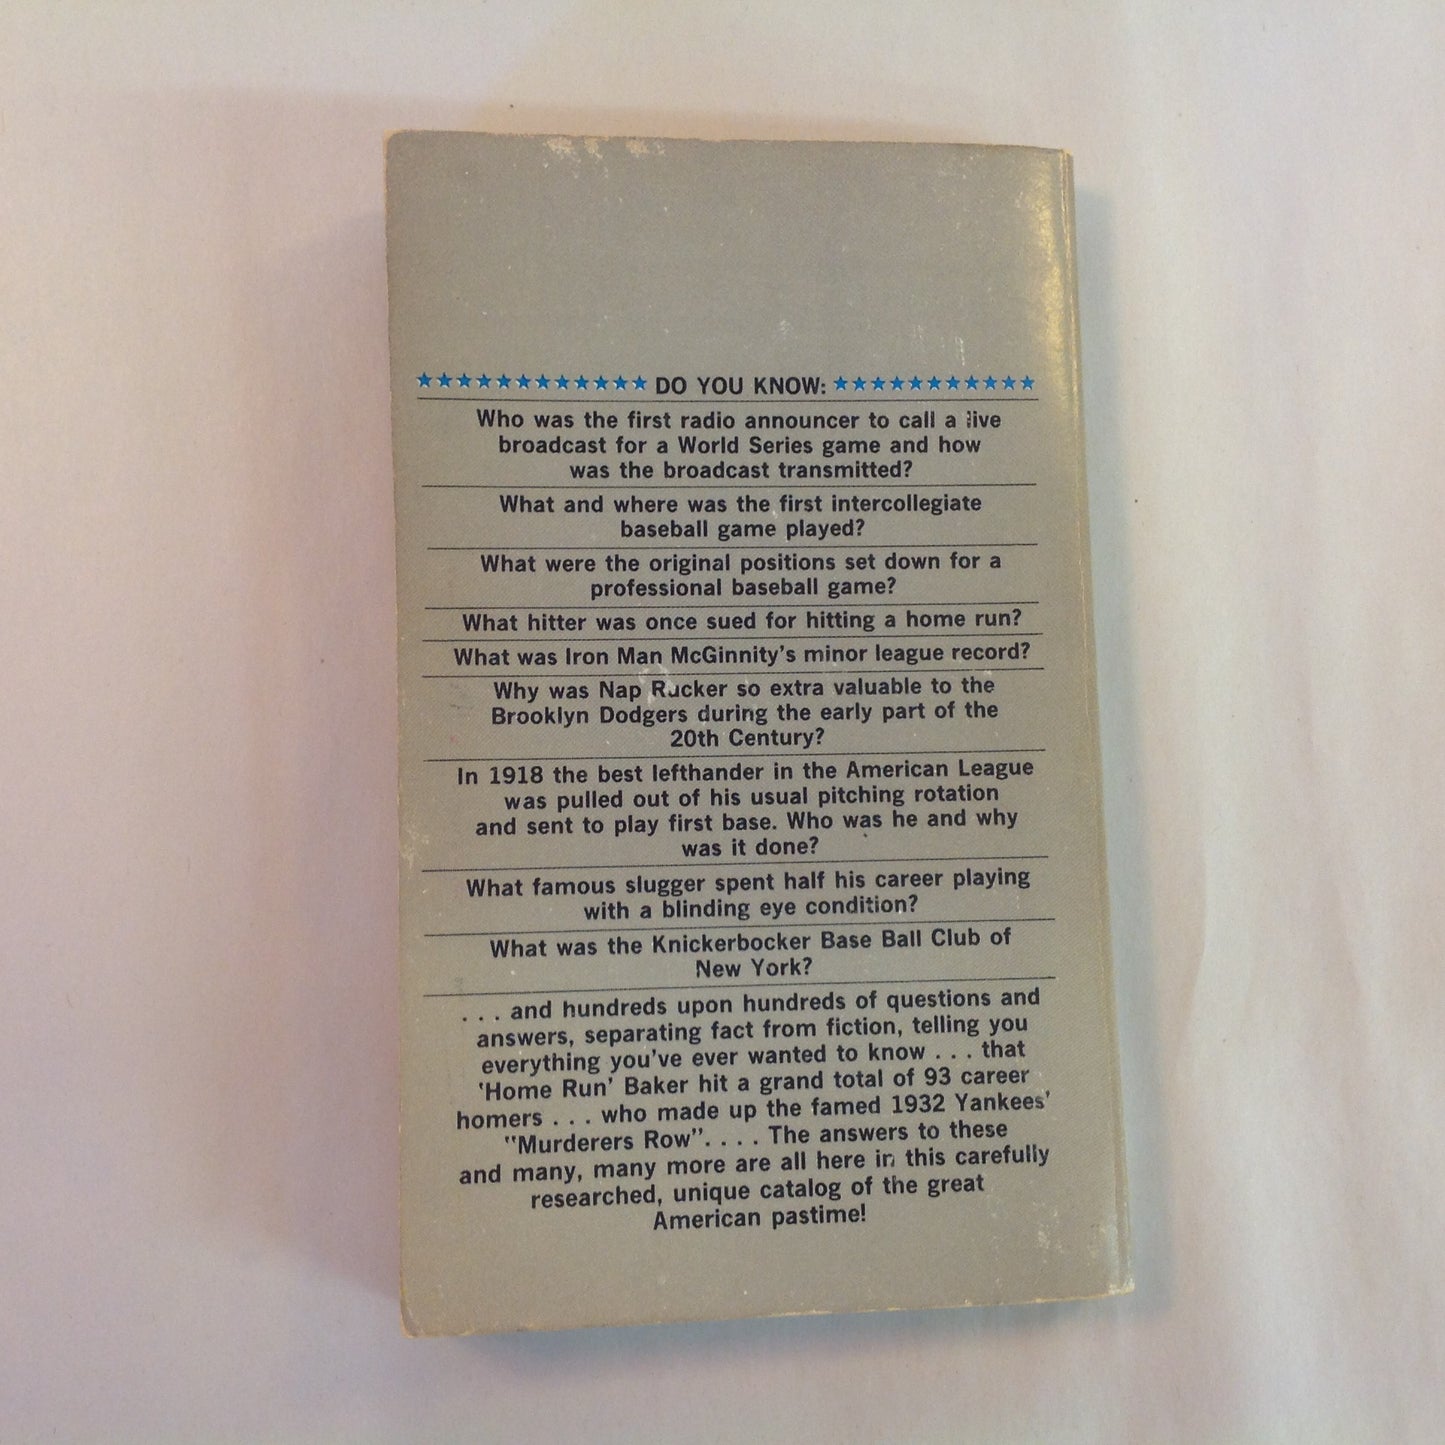 ★★★★★★★★★★★★ DO YOU KNOW: ★★★★★★★★★★★
Who was the first radio announcer to call a live
broadcast for a World Series game and how
was the broadcast transmitted?
What and where was the first intercollegiate
baseball game played?
What were the original positions set down for a
professional baseball game?
What hitter was once sued for hitting a home run?
What was Iron Man McGinnity's minor league record?
Why was Nap Rucker so extra valuable to the
Brooklyn Dodgers during the early part of the
20th Century?
In 1918 the best lefthander in the American League
was pulled out of his usual pitching rotation
and sent to play first base. Who was he and why
was it done?
What famous slugger spent half his career playing
with a blinding eye condition?
What was the Knickerbocker Base Ball Club of
New York?
. . . and hundreds upon hundreds of questions and
answers, separating fact from fiction, telling you
everything you've ever wanted to know . . . that
'Home Run' Baker hit a grand total of 93 career
homers . . . who made up the famed 1932 Yankees'
"Murderers Row". . . . The answers to these
and many, many more are all here in this carefully
researched, unique catalog of the great
American pastime!